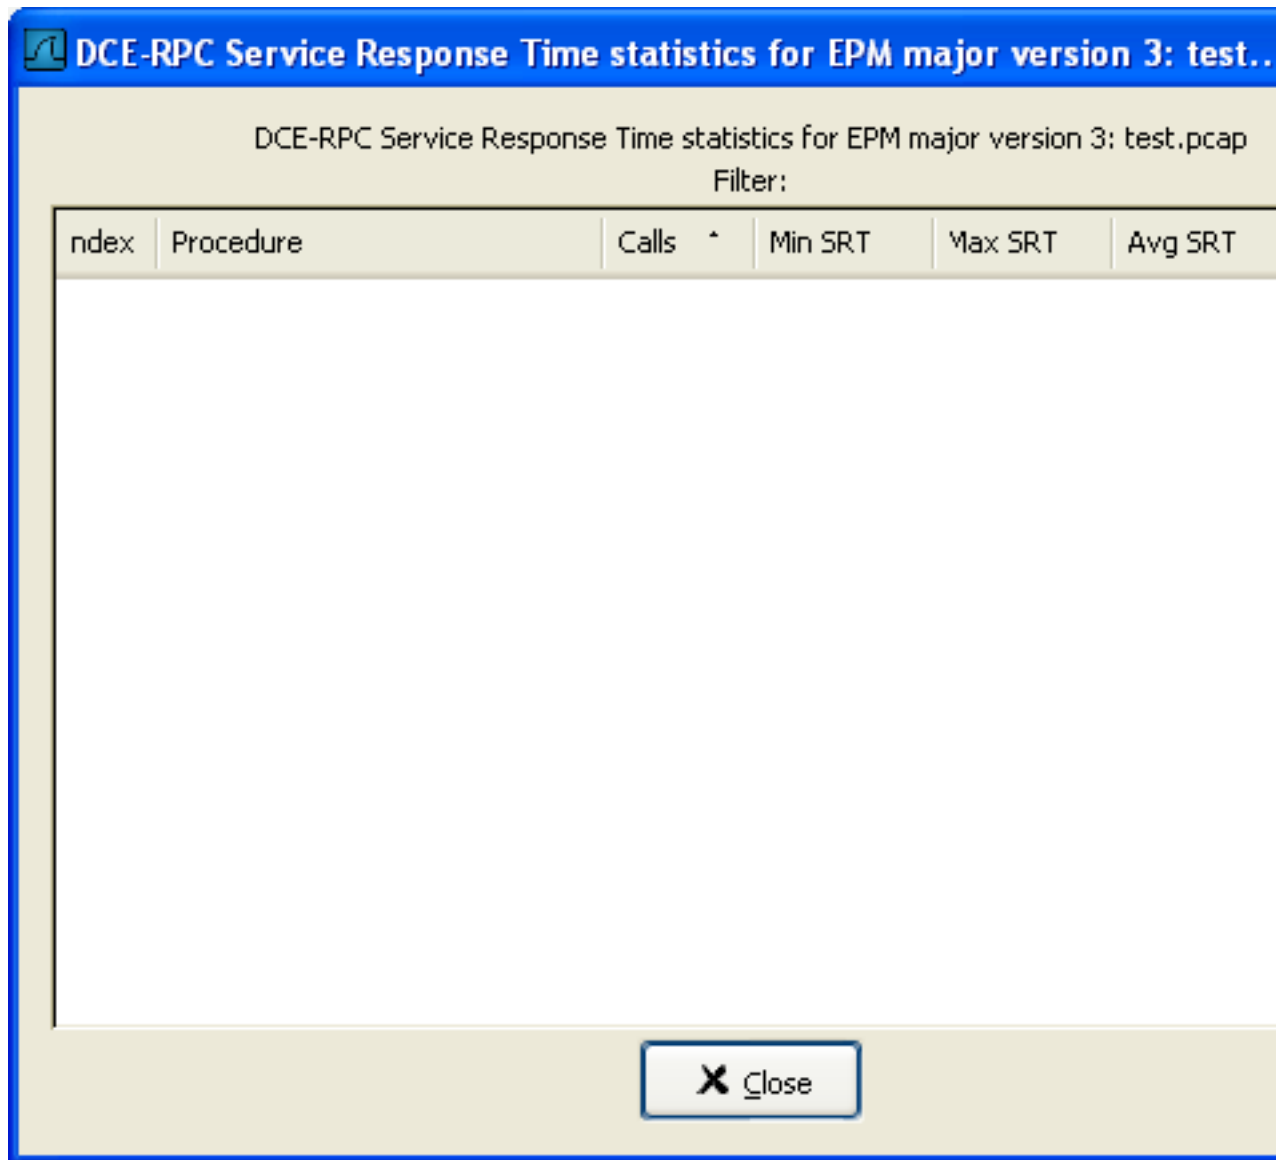 DCE-RPC Service Response Time statistics for EPM major version 3: test...
DCE-RPC Service Response Time statistics for EPM major version 3: test.pcap
Filter:
ndex Procedure Calls Min SRT Max SRT Avg SRT
Close